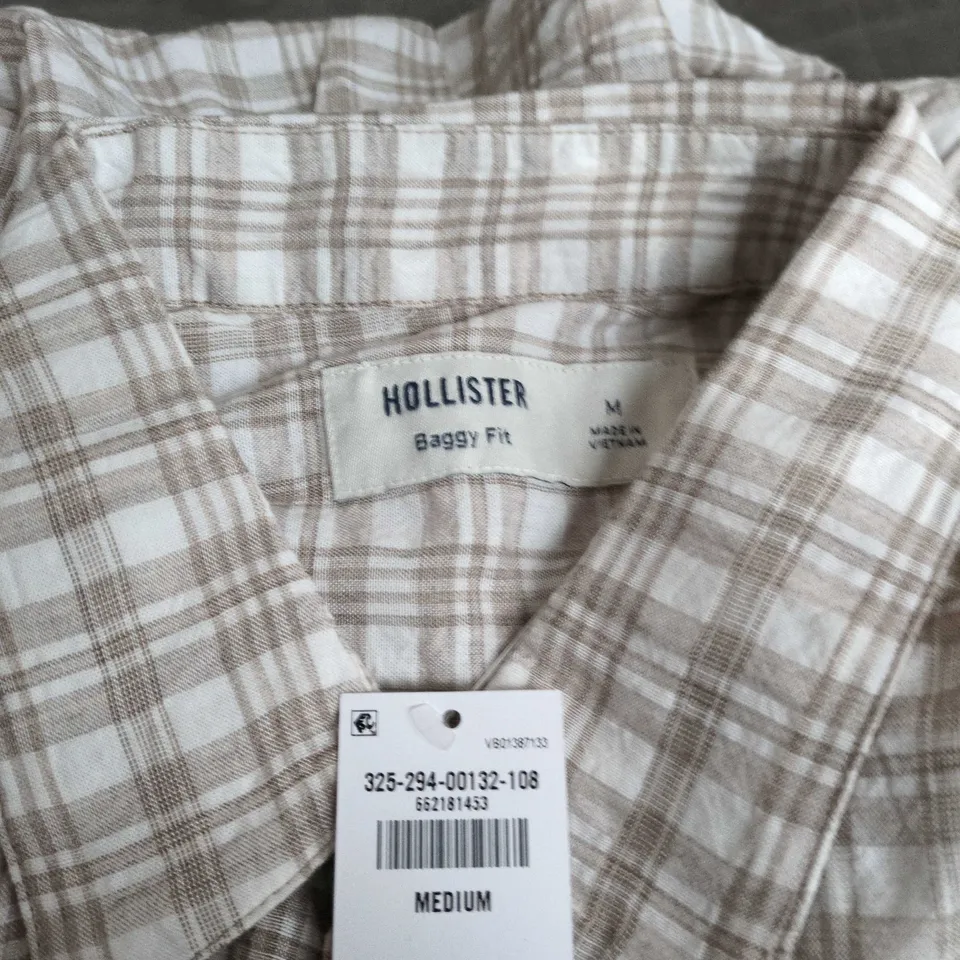 HOLLISTER
Baggy Fit
M
MADE IN
VIETNAM
VB01387133
325-294-00132-108
662181453
MEDIUM